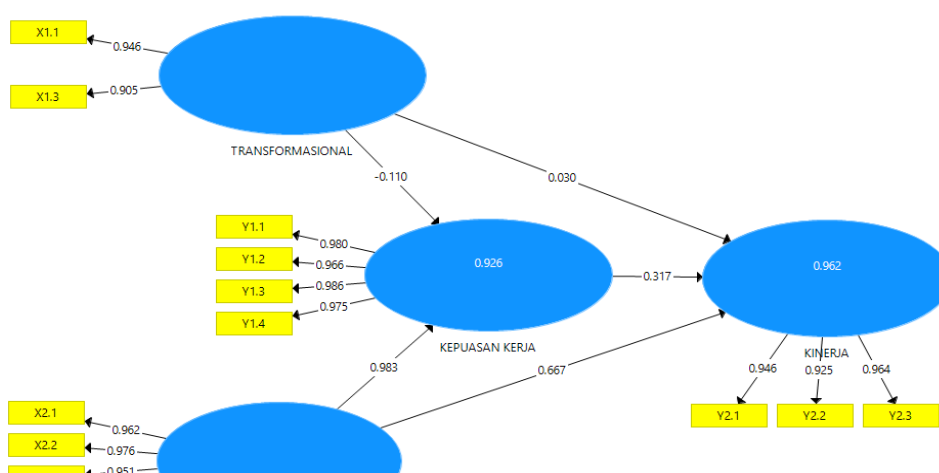 X1.1
0.946
0.905
X1.3
TRANSFORMASIONAL
-0.110
0.030
Y1.1
0.980
Y1.2
0.966
Y1.3
0.986
Y1.4
0.975
0.926
0.317
0.962
KEPUASAN KERJA
KINERJA
0.983
0.667
0.946
0.925
0.964
Y2.1
Y2.2
Y2.3
X2.1
0.962
X2.2
0.976
0.951